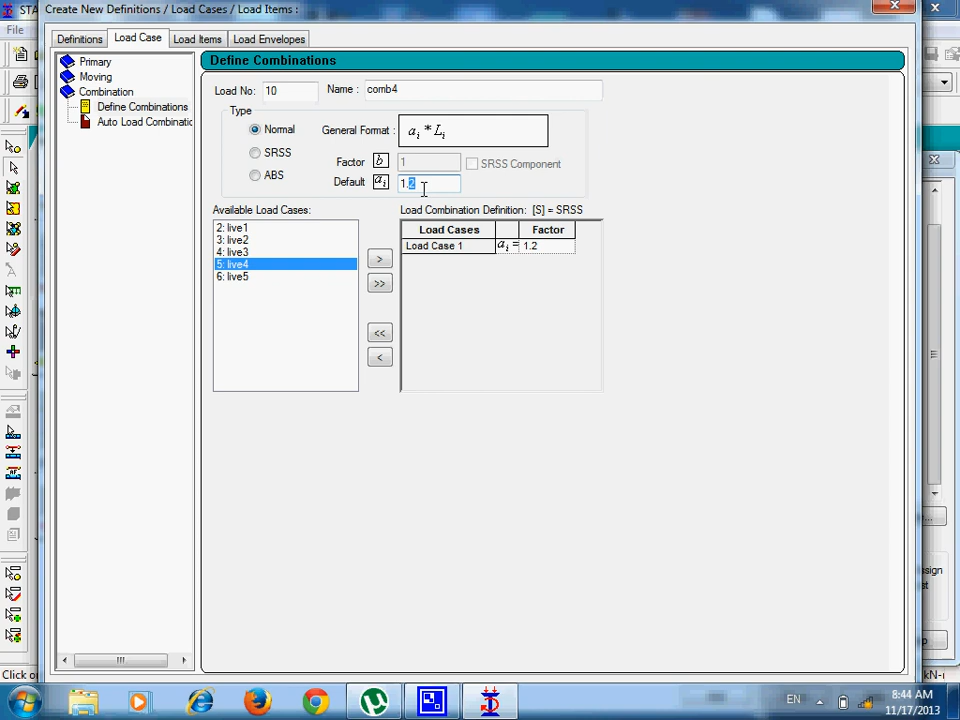 STA
Create New Definitions / Load Cases / Load Items :
File
Definitions
Load Case
Load Items
Load Envelopes
Primary
Moving
Combination
Define Combinations
Auto Load Combinatic
Define Combinations
Load No:
10
Name :
comb4
Type
Normal
SRSS
ABS
General Format :
ai * Li
Factor
b
1
SRSS Component
Default
ai
1.2
Available Load Cases:
2: live1
3: live2
4: live3
5: live4
6: live5
>
>>
<<
<
Load Combination Definition: [S] = SRSS
Load Cases
Factor
Load Case 1
ai =
1.2
...
ssign
p
Click o
kN-
EN
8:44 AM
11/17/2013